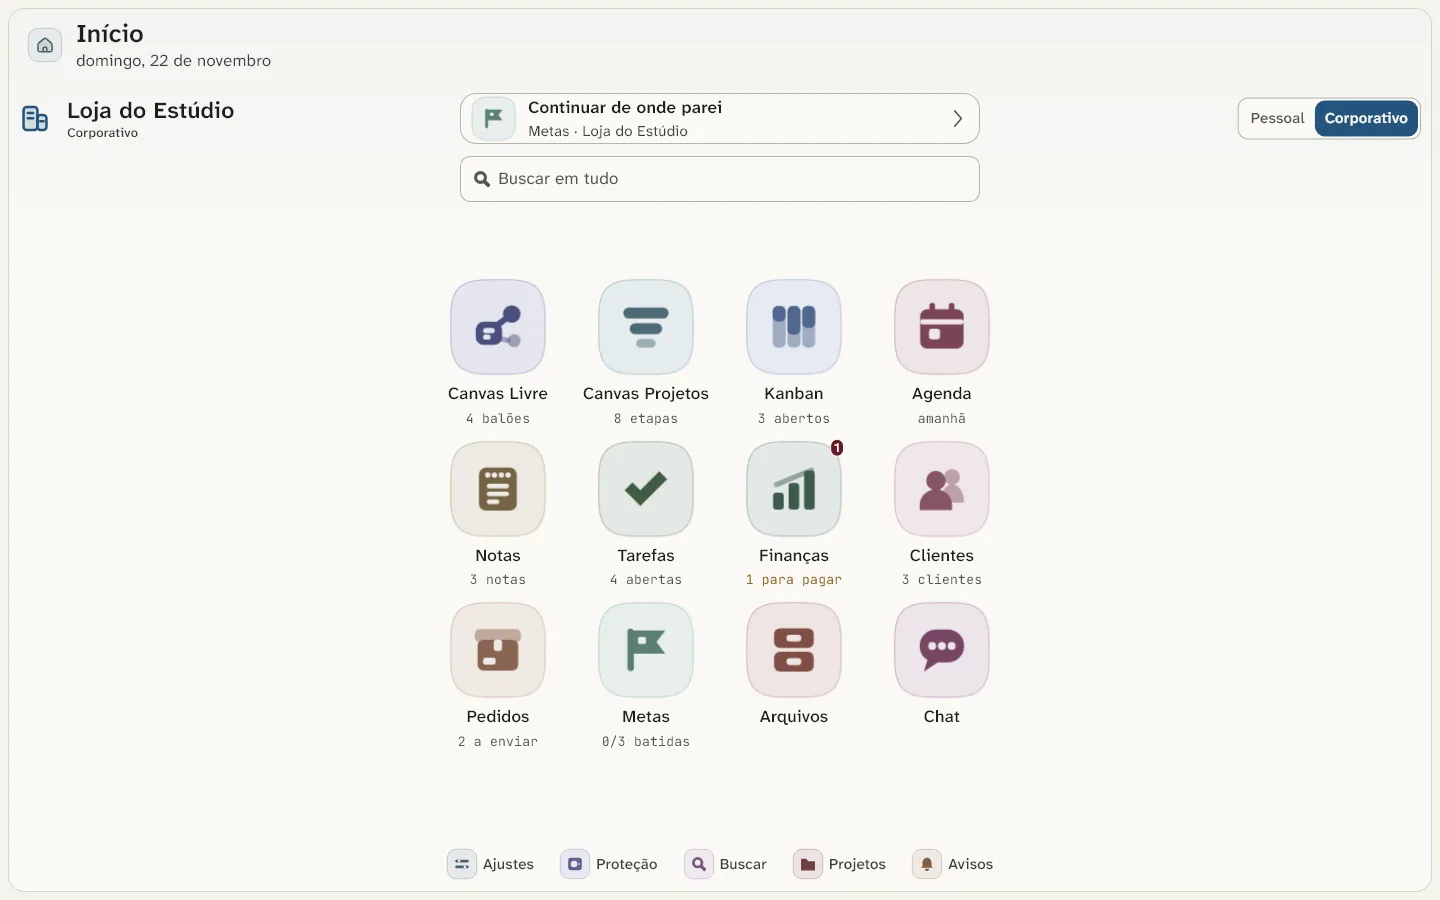 Início
domingo, 22 de novembro
Loja do Estúdio
Corporativo
Continuar de onde parei
Metas · Loja do Estúdio
Pessoal
Corporativo
Buscar em tudo
Canvas Livre
4 balões
Canvas Projetos
8 etapas
Kanban
3 abertos
Agenda
amanhã
Notas
3 notas
Tarefas
4 abertas
1
Finanças
1 para pagar
Clientes
3 clientes
Pedidos
2 a enviar
Metas
0/3 batidas
Arquivos
Chat
Ajustes
Proteção
Buscar
Projetos
Avisos